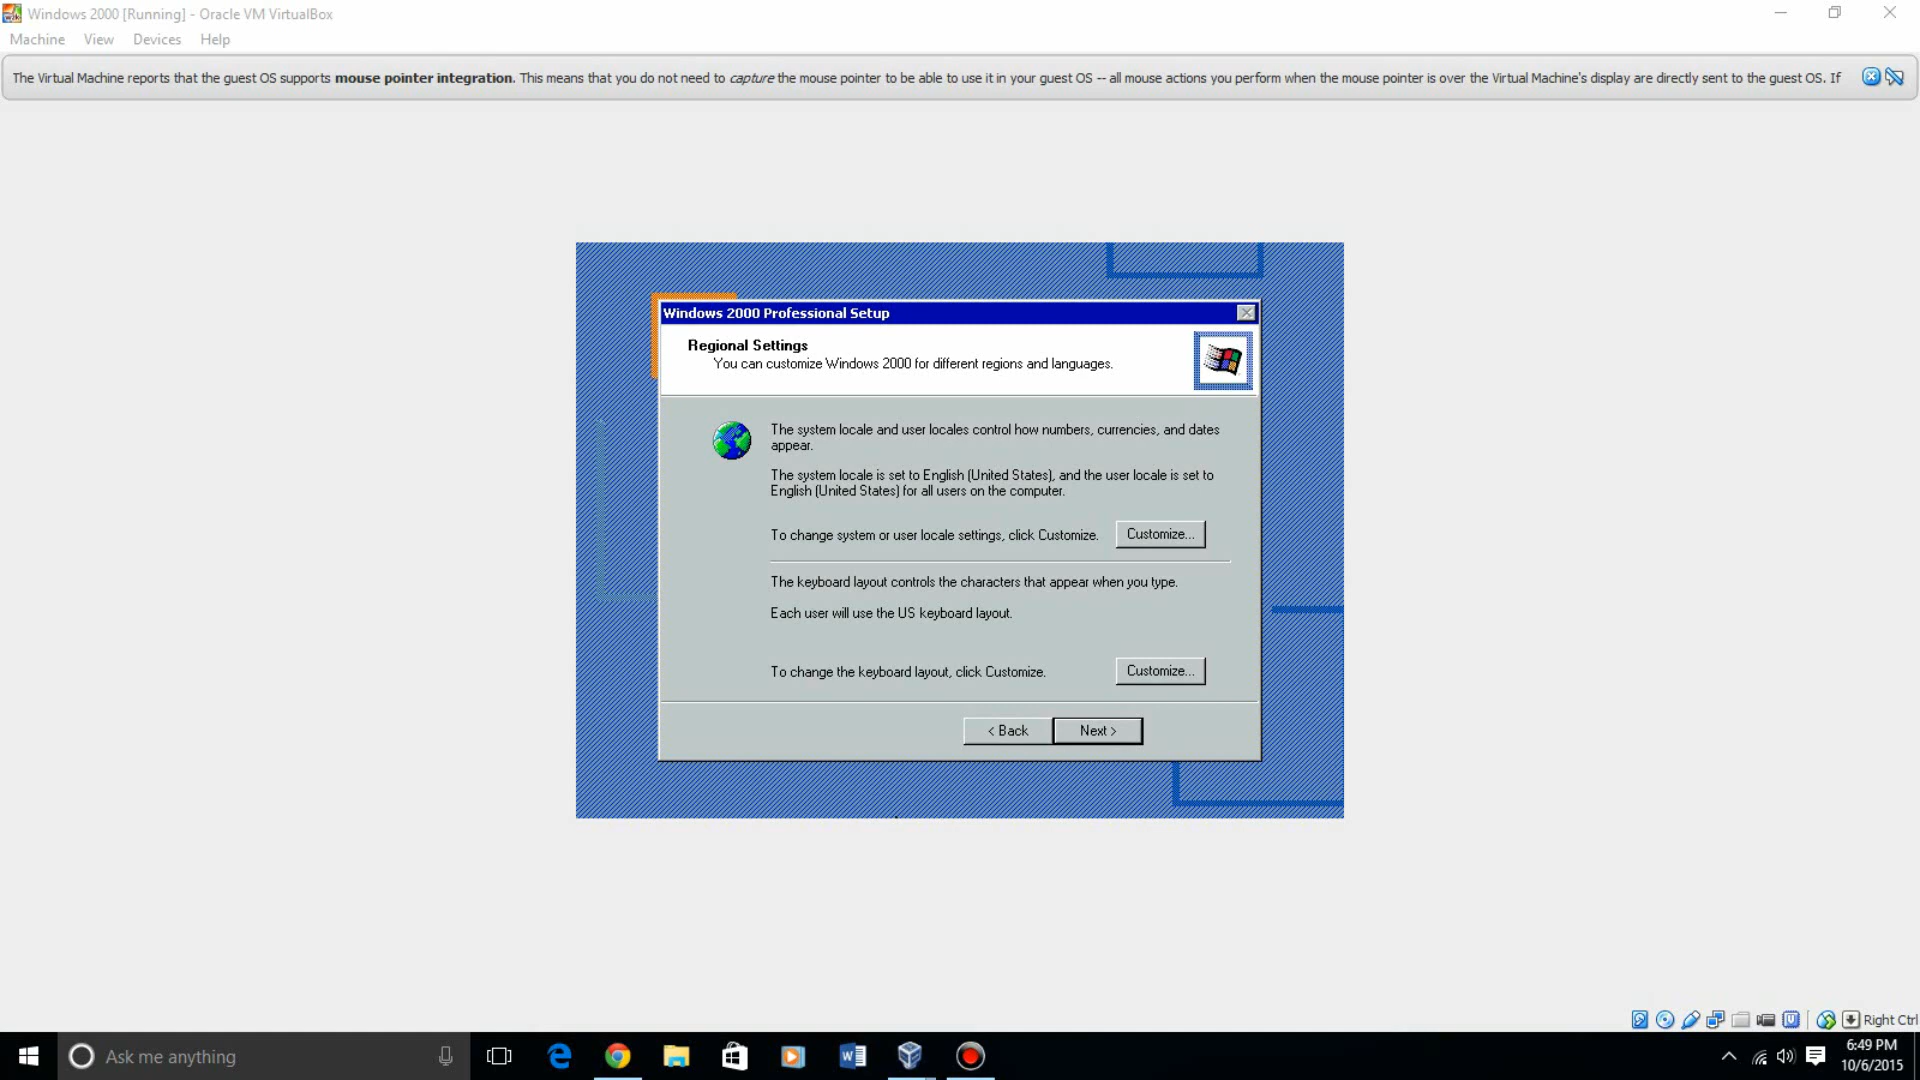 Windows 2000 [Running] - Oracle VM VirtualBox
Machine View Devices Help
The Virtual Machine reports that the guest OS supports mouse pointer integration. This means that you do not need to capture the mouse pointer to be able to use it in your guest OS -- all mouse actions you perform when the mouse pointer is over the Virtual Machine's display are directly sent to the guest OS. If
Windows 2000 Professional Setup
Regional Settings
You can customize Windows 2000 for different regions and languages.
The system locale and user locales control how numbers, currencies, and dates
appear.
The system locale is set to English (United States), and the user locale is set to
English (United States) for all users on the computer.
To change system or user locale settings, click Customize. Customize...
The keyboard layout controls the characters that appear when you type.
Each user will use the US keyboard layout.
To change the keyboard layout, click Customize. Customize...
< Back Next >
Right Ctrl
Ask me anything
6:49 PM
10/6/2015